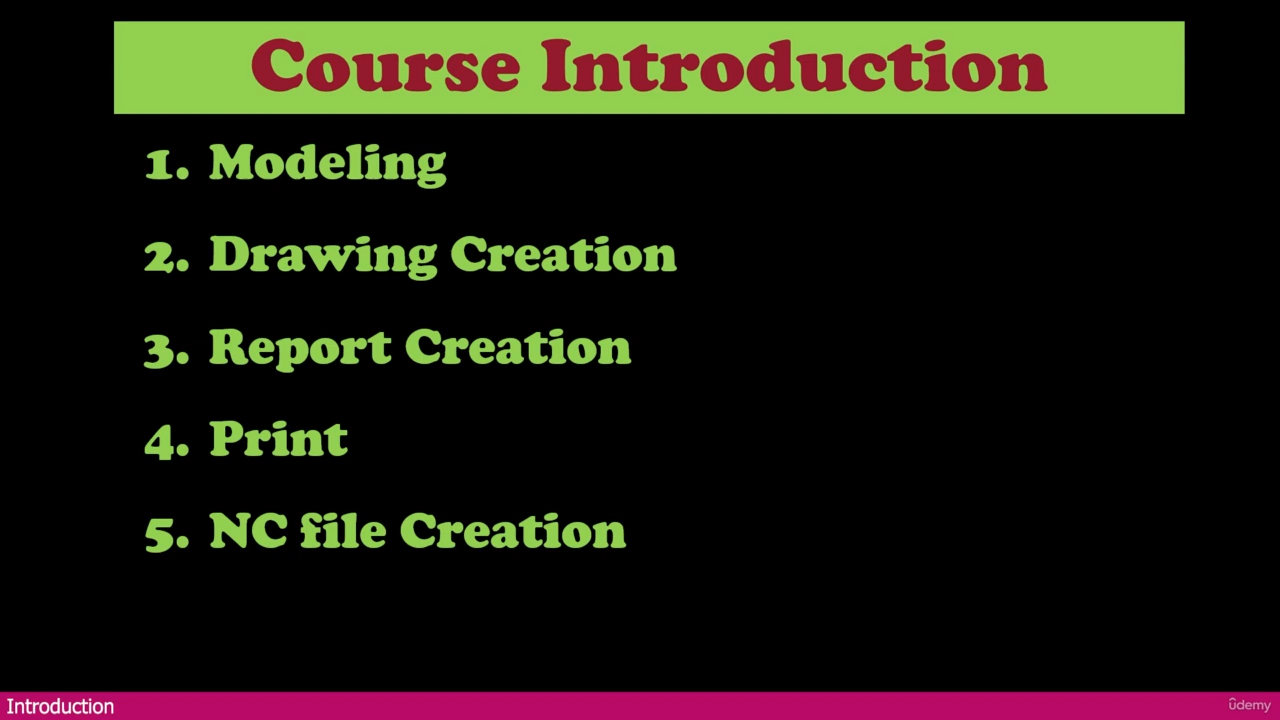 Course Introduction
1. Modeling
2. Drawing Creation
3. Report Creation
4. Print
5. NC file Creation
Introduction
ûdemy